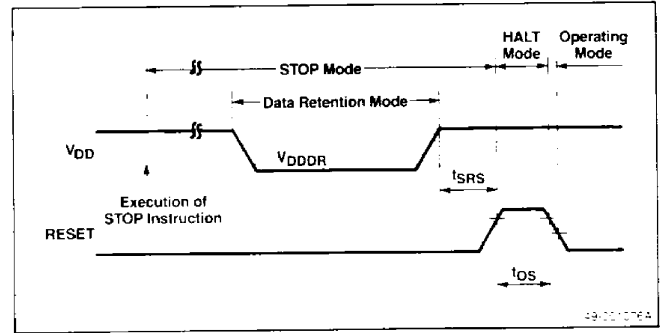 HALT Mode
Operating Mode
STOP Mode
Data Retention Mode
VDD
VDDDR
tSRS
Execution of
STOP Instruction
RESET
tOS